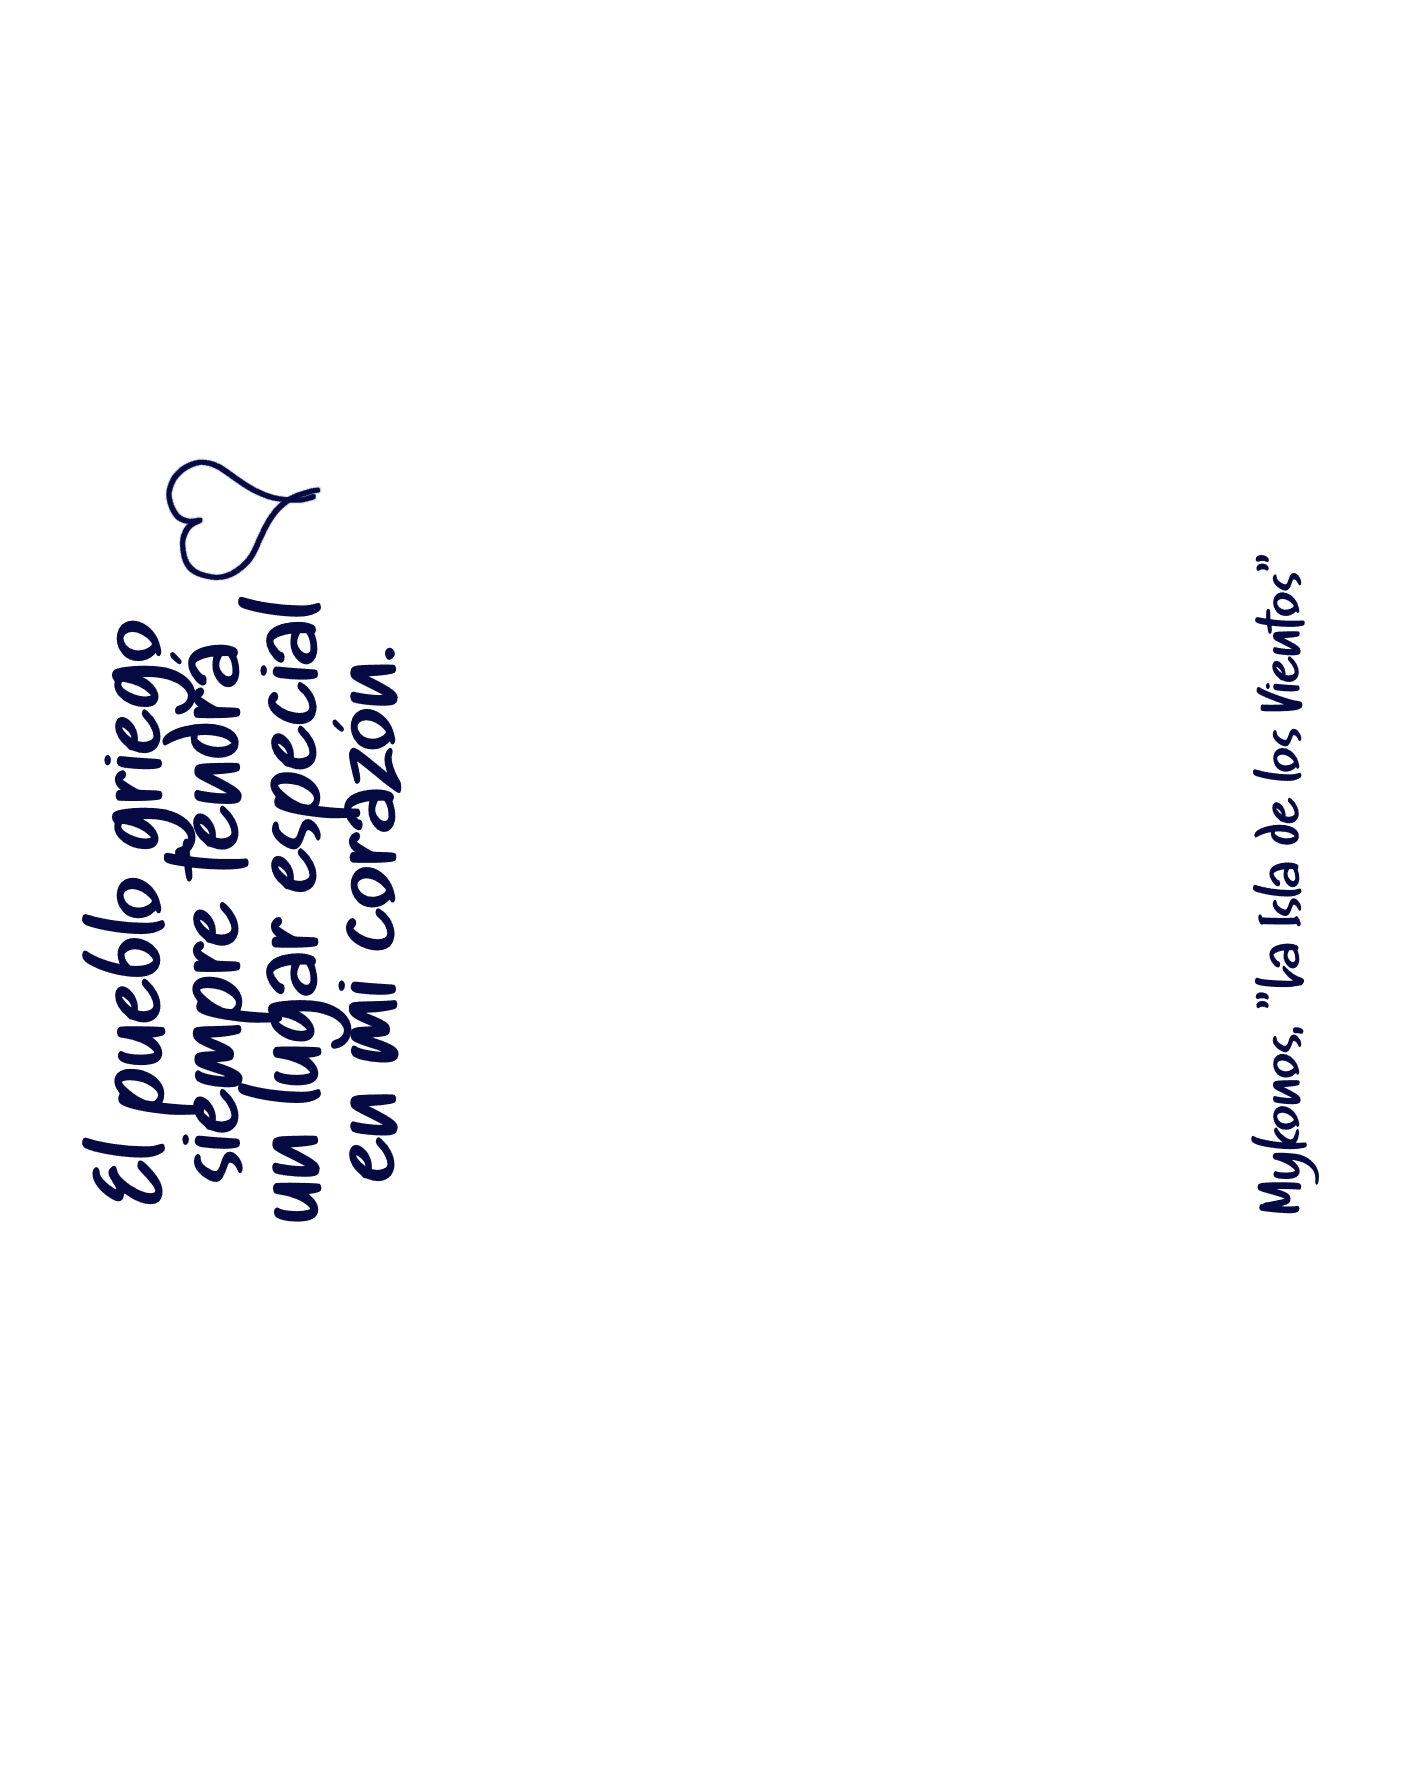 El pueblo griego
siempre tendrá
un lugar especial
en mi corazón.
Mykonos, "La Isla de los Vientos"